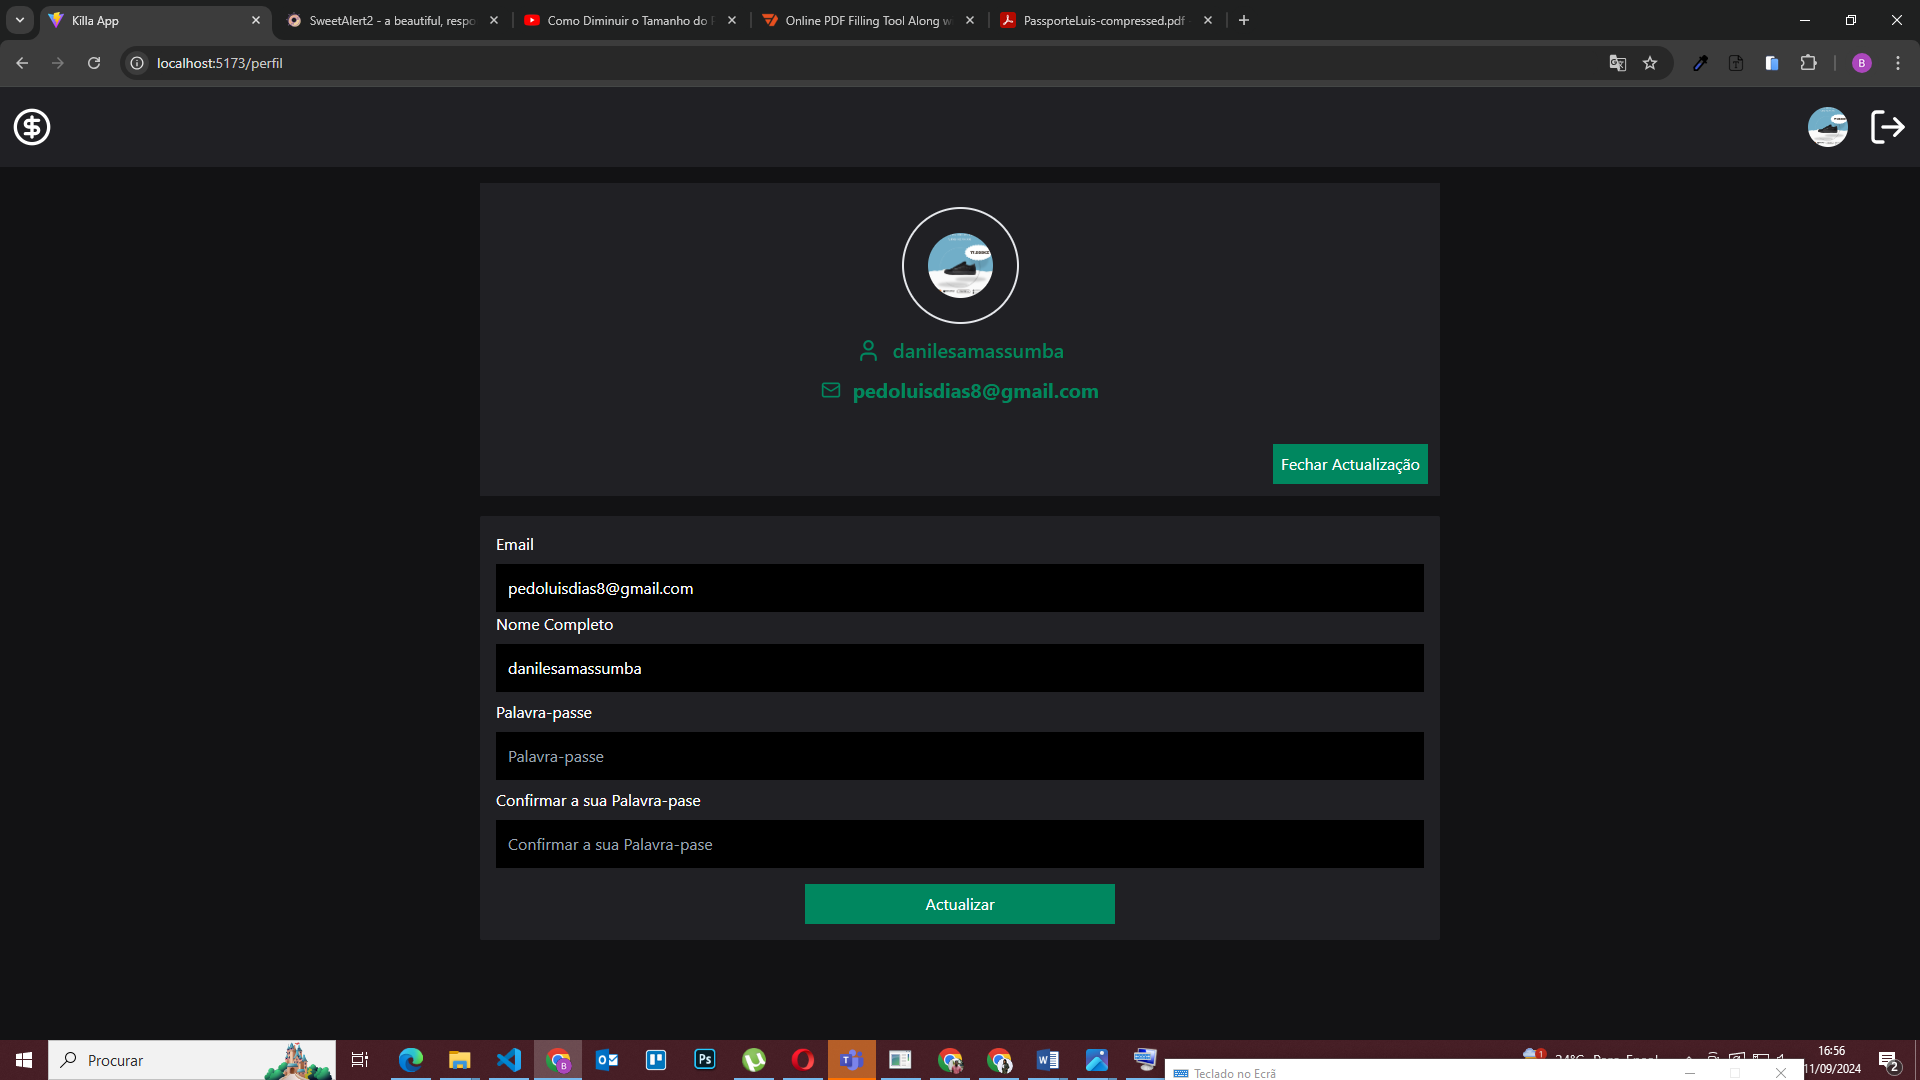 Killa App
SweetAlert2 - a beautiful, respo
Como Diminuir o Tamanho do
Online PDF Filling Tool Along w
PassporteLuis-compressed.pdf
localhost:5173/perfil
B
danilesamassumba
pedoluisdias8@gmail.com
Fechar Actualização
Email
pedoluisdias8@gmail.com
Nome Completo
danilesamassumba
Palavra-passe
Palavra-passe
Confirmar a sua Palavra-pase
Confirmar a sua Palavra-pase
Actualizar
Procurar
16:56
11/09/2024
2
Teclado no Ecrã